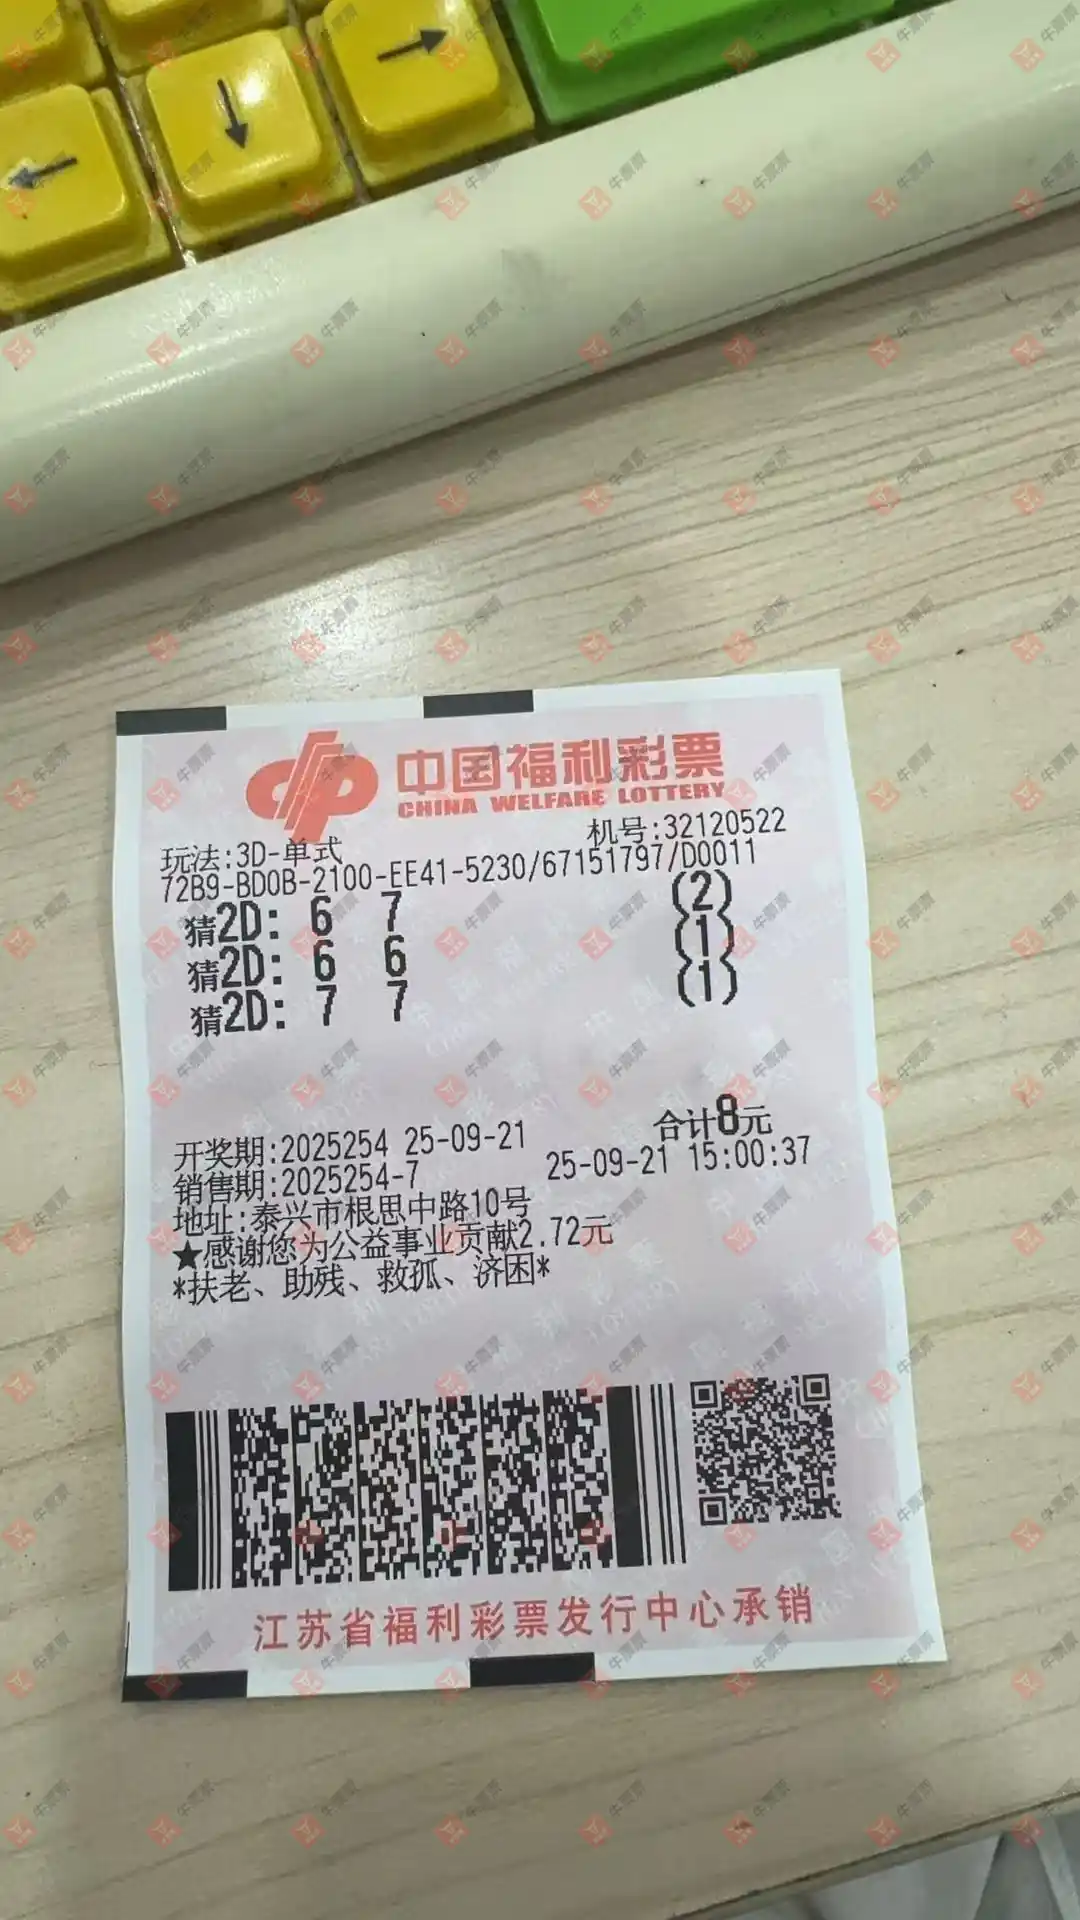 中国福利彩票
CHINA WELFARE LOTTERY
玩法:3D-单式 机号:32120522
72B9-BD0B-2100-EE41-5230/67151797/D0011
猜2D: 6 7 (2)
猜2D: 6 6 (1)
猜2D: 7 7 (1)
合计8元
开奖期:2025254 25-09-21
销售期:2025254-7 25-09-21 15:00:37
地址:泰兴市根思中路10号
★感谢您为公益事业贡献2.72元
*扶老、助残、救孤、济困*
江苏省福利彩票发行中心承销
牛票票